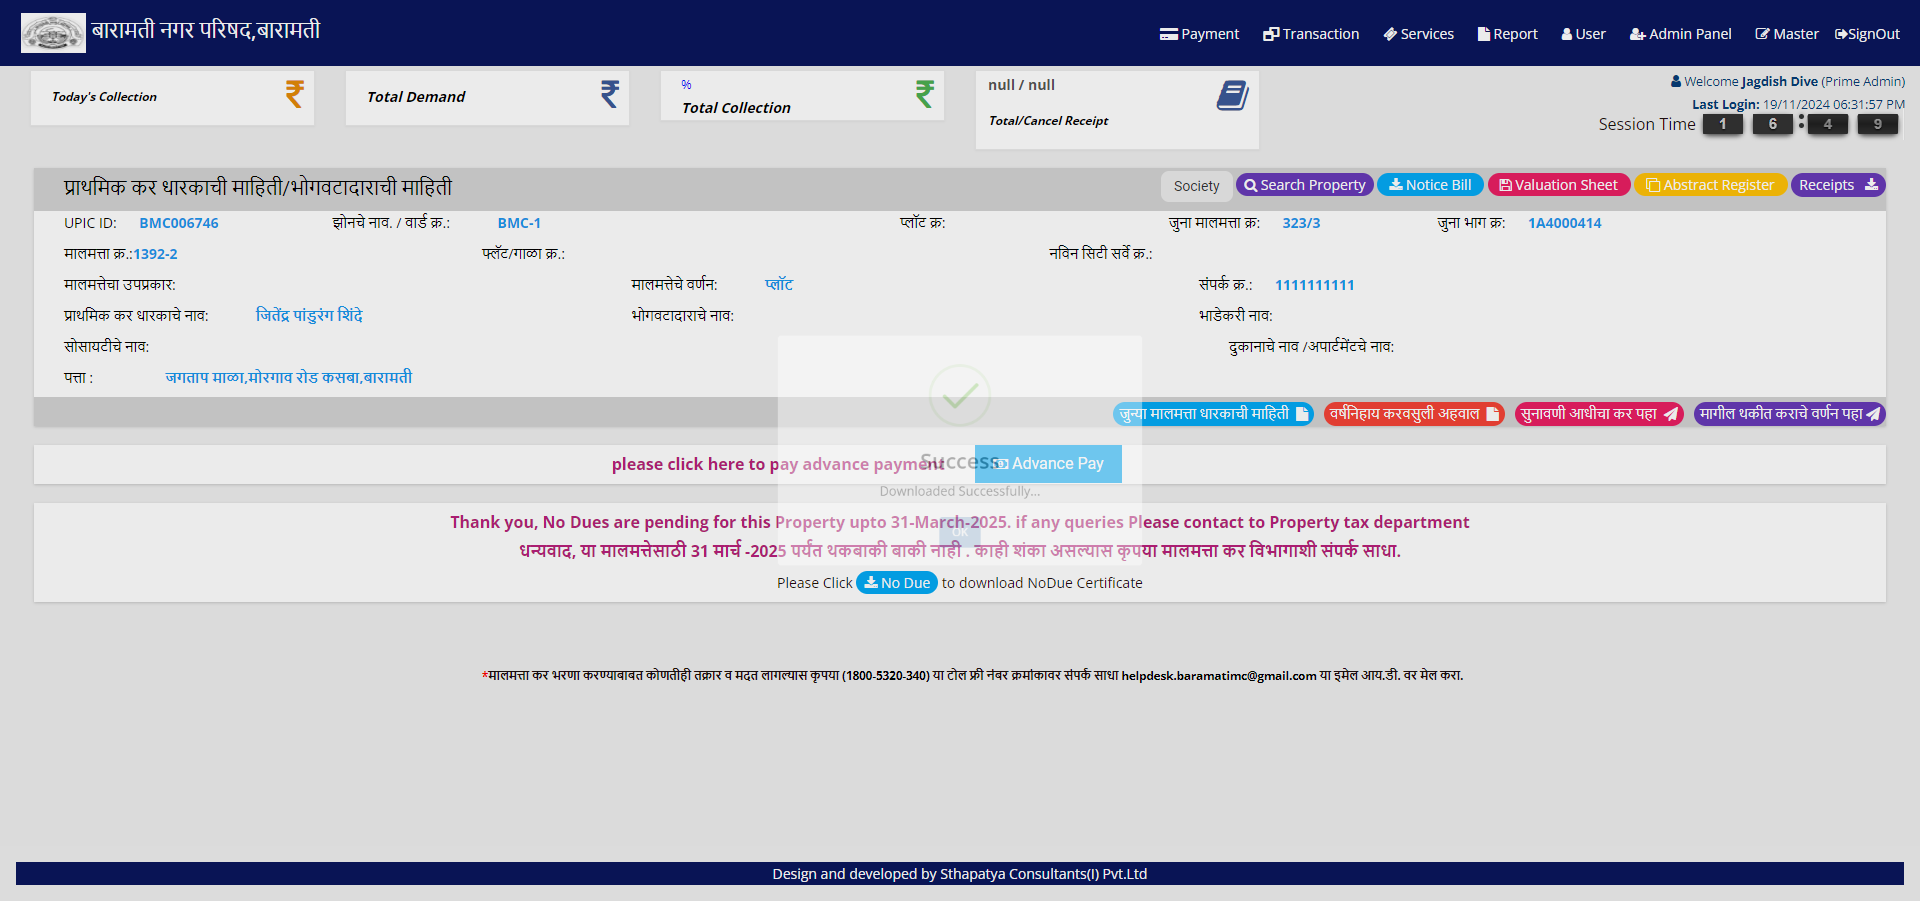 बारामती नगर परिषद,बारामती
Payment Transaction Services Report User Admin Panel Master SignOut
Today's Collection
Total Demand
%
Total Collection
null / null
Total/Cancel Receipt
Welcome Jagdish Dive (Prime Admin)
Last Login: 19/11/2024 06:31:57 PM
Session Time 1 6 : 4 9
प्राथमिक कर धारकाची माहिती/भोगवटादाराची माहिती
Society Search Property Notice Bill Valuation Sheet Abstract Register Receipts
UPIC ID: BMC006746 झोनचे नाव. / वार्ड क्र.: BMC-1 प्लॉट क्र: जुना मालमत्ता क्र: 323/3 जुना भाग क्र: 1A4000414
मालमत्ता क्र.:1392-2 फ्लॅट/गाळा क्र.: नविन सिटी सर्वे क्र.:
मालमत्तेचा उपप्रकार: मालमत्तेचे वर्णन: प्लॉट संपर्क क्र.: 1111111111
प्राथमिक कर धारकाचे नाव: जितेंद्र पांडुरंग शिंदे भोगवटादाराचे नाव: भाडेकरी नाव:
सोसायटीचे नाव: दुकानाचे नाव /अपार्टमेंटचे नाव:
पत्ता : जगताप माळा,मोरगाव रोड कसबा,बारामती
जुन्या मालमत्ता धारकाची माहिती वर्षनिहाय करवसुली अहवाल सुनावणी आधीचा कर पहा मागील थकीत कराचे वर्णन पहा
please click here to pay advance payment Advance Pay
Success
Downloaded Successfully...
OK
Thank you, No Dues are pending for this Property upto 31-March-2025. if any queries Please contact to Property tax department
धन्यवाद, या मालमत्तेसाठी 31 मार्च -2025 पर्यंत थकबाकी बाकी नाही . काही शंका असल्यास कृपया मालमत्ता कर विभागाशी संपर्क साधा.
Please Click No Due to download NoDue Certificate
*मालमत्ता कर भरणा करण्याबाबत कोणतीही तक्रार व मदत लागल्यास कृपया (1800-5320-340) या टोल फ्री नंबर क्रमांकावर संपर्क साधा helpdesk.baramatimc@gmail.com या इमेल आय.डी. वर मेल करा.
Design and developed by Sthapatya Consultants(I) Pvt.Ltd